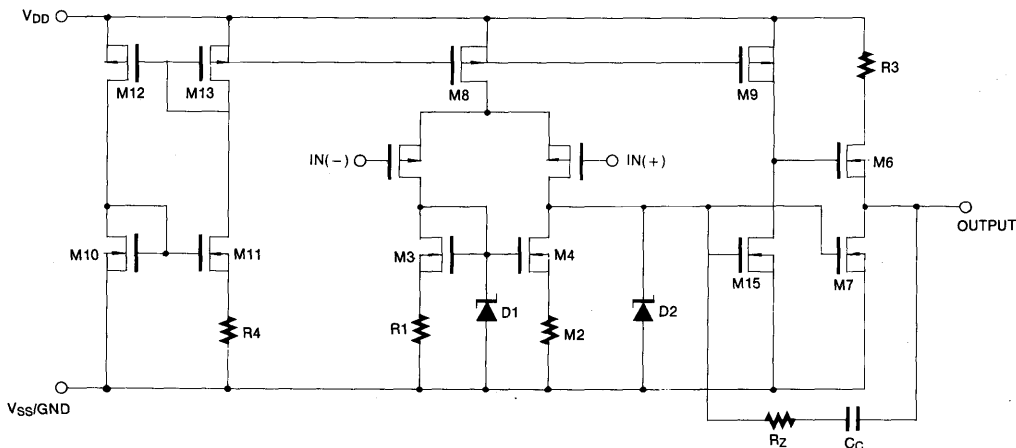 VDD
M12
M13
M8
M9
R3
IN(−)
IN(+)
M6
OUTPUT
M10
M11
M3
M4
M15
M7
R4
R1
D1
M2
D2
VSS/GND
RZ
CC